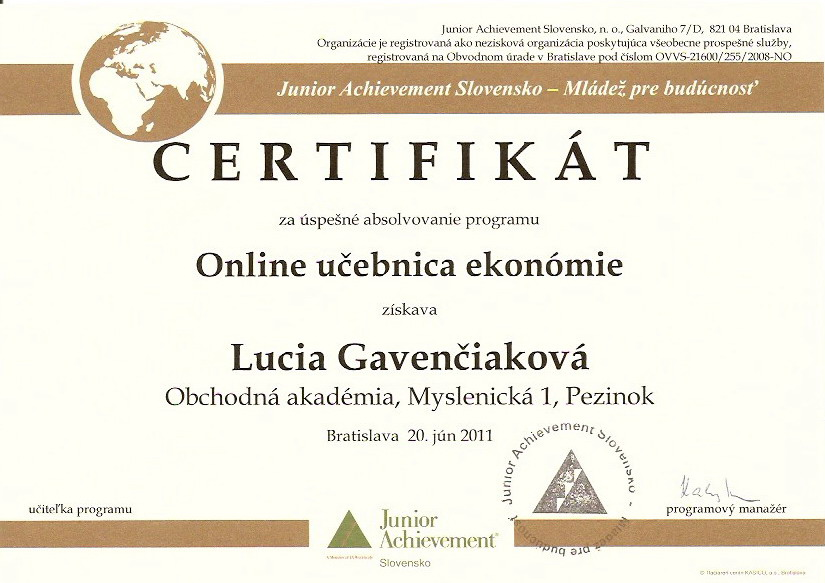 Junior Achievement Slovensko, n. o., Galvaniho 7/D, 821 04 Bratislava
Organizácie je registrovaná ako nezisková organizácia poskytujúca všeobecne prospešné služby,
registrovaná na Obvodnom úrade v Bratislave pod číslom OVVS-21600/255/2008-NO
Junior Achievement Slovensko – Mládež pre budúcnosť
CERTIFIKÁT
za úspešné absolvovanie programu
Online učebnica ekonómie
získava
Lucia Gavenčiaková
Obchodná akadémia, Myslenická 1, Pezinok
Bratislava 20. jún 2011
Junior Achievement Slovensko - Mládež pre budúcnosť
učiteľka programu
programový manažér
Junior
Achievement®
Slovensko